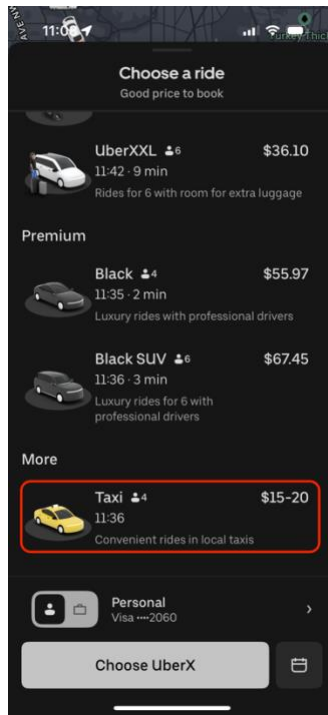 11:08
Turkey Thic
Choose a ride
Good price to book
UberXXL 6 $36.10
11:42 · 9 min
Rides for 6 with room for extra luggage
Premium
Black 4 $55.97
11:35 · 2 min
Luxury rides with professional drivers
Black SUV 6 $67.45
11:36 · 3 min
Luxury rides for 6 with
professional drivers
More
Taxi 4 $15-20
11:36
Convenient rides in local taxis
Personal
Visa ••••2060
Choose UberX